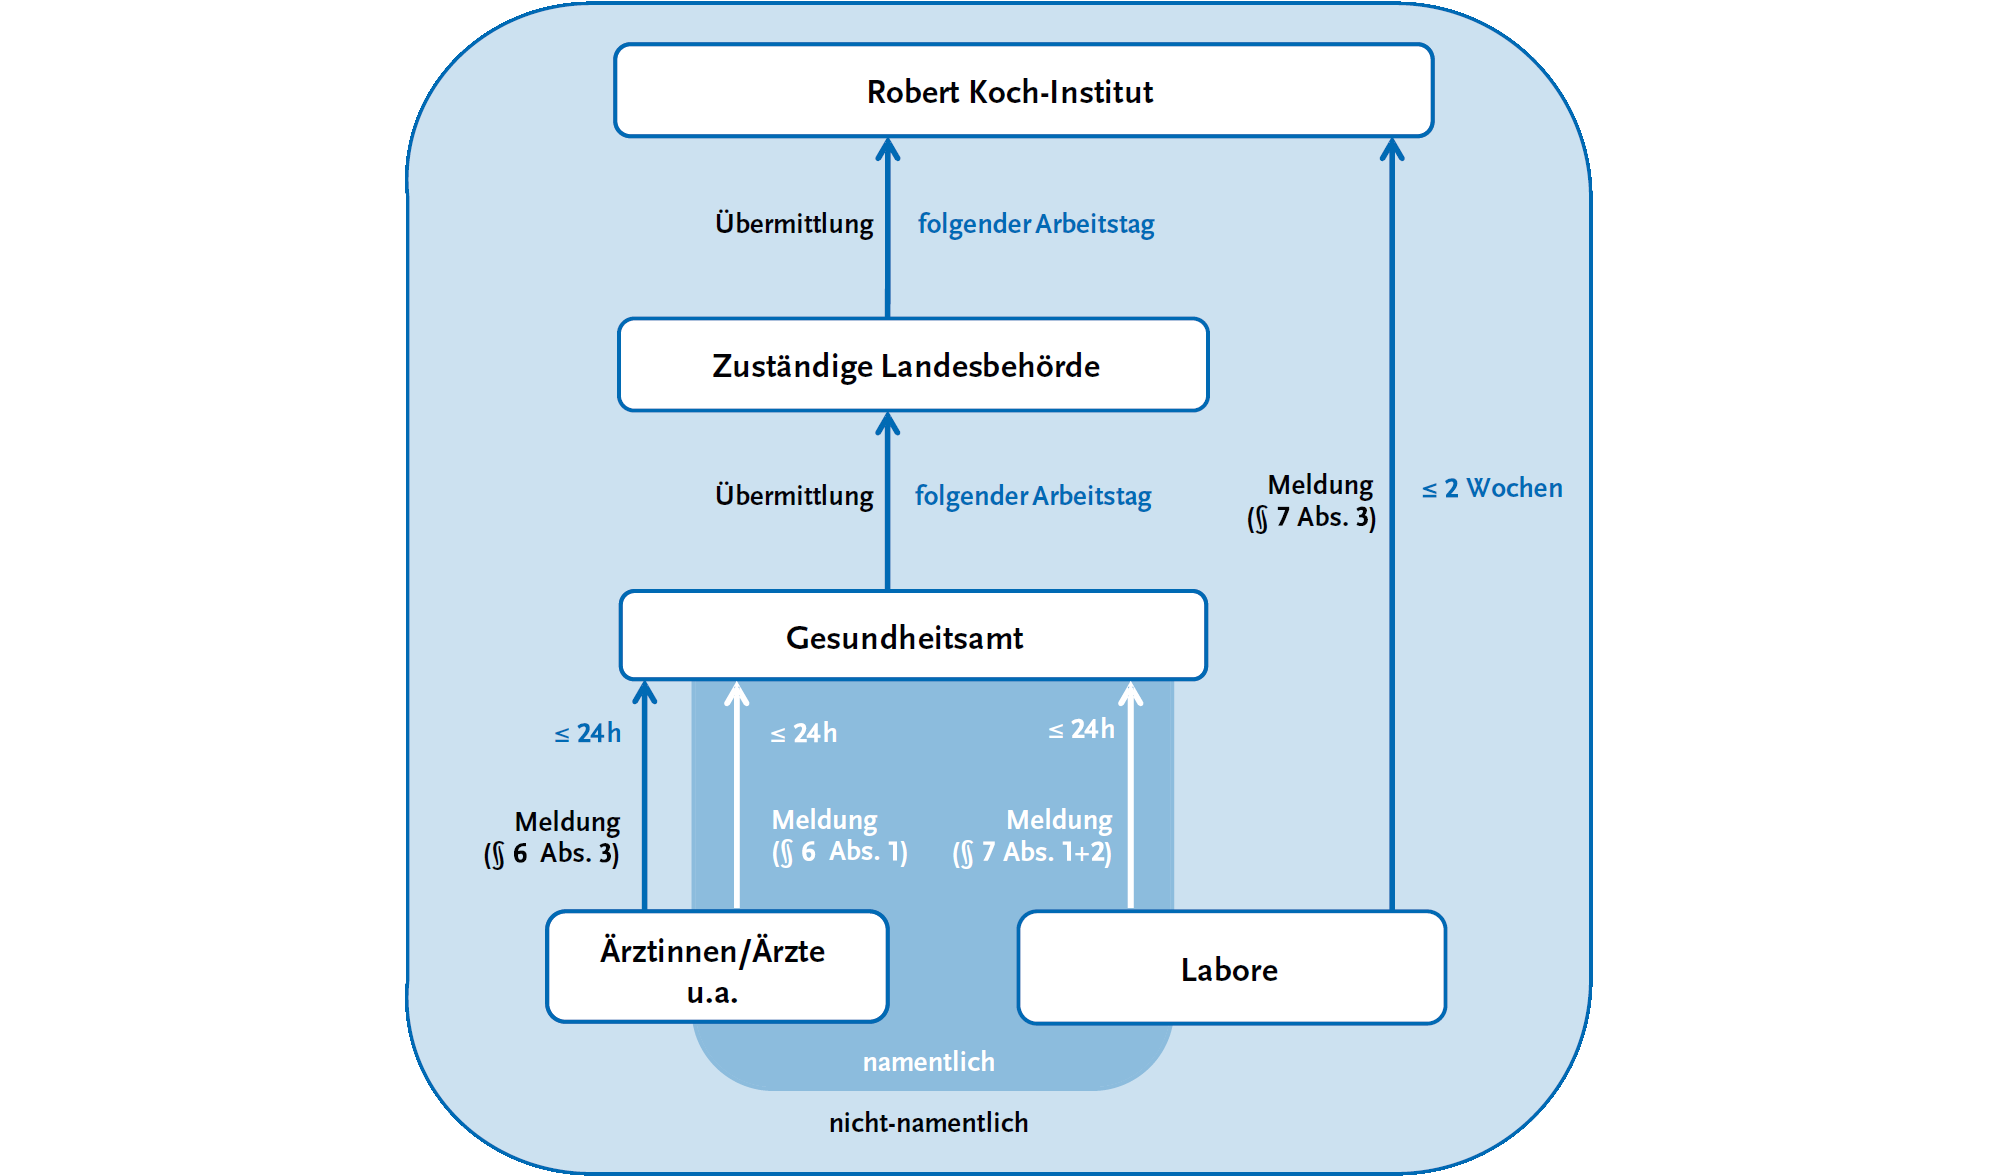 Robert Koch-Institut
Übermittlung folgender Arbeitstag
Zuständige Landesbehörde
Übermittlung folgender Arbeitstag
Meldung
(§ 7 Abs. 3)
≤ 2 Wochen
Gesundheitsamt
≤ 24h
Meldung
(§ 6 Abs. 3)
≤ 24h
Meldung
(§ 6 Abs. 1)
≤ 24h
Meldung
(§ 7 Abs. 1+2)
Ärztinnen/Ärzte
u.a.
Labore
namentlich
nicht-namentlich